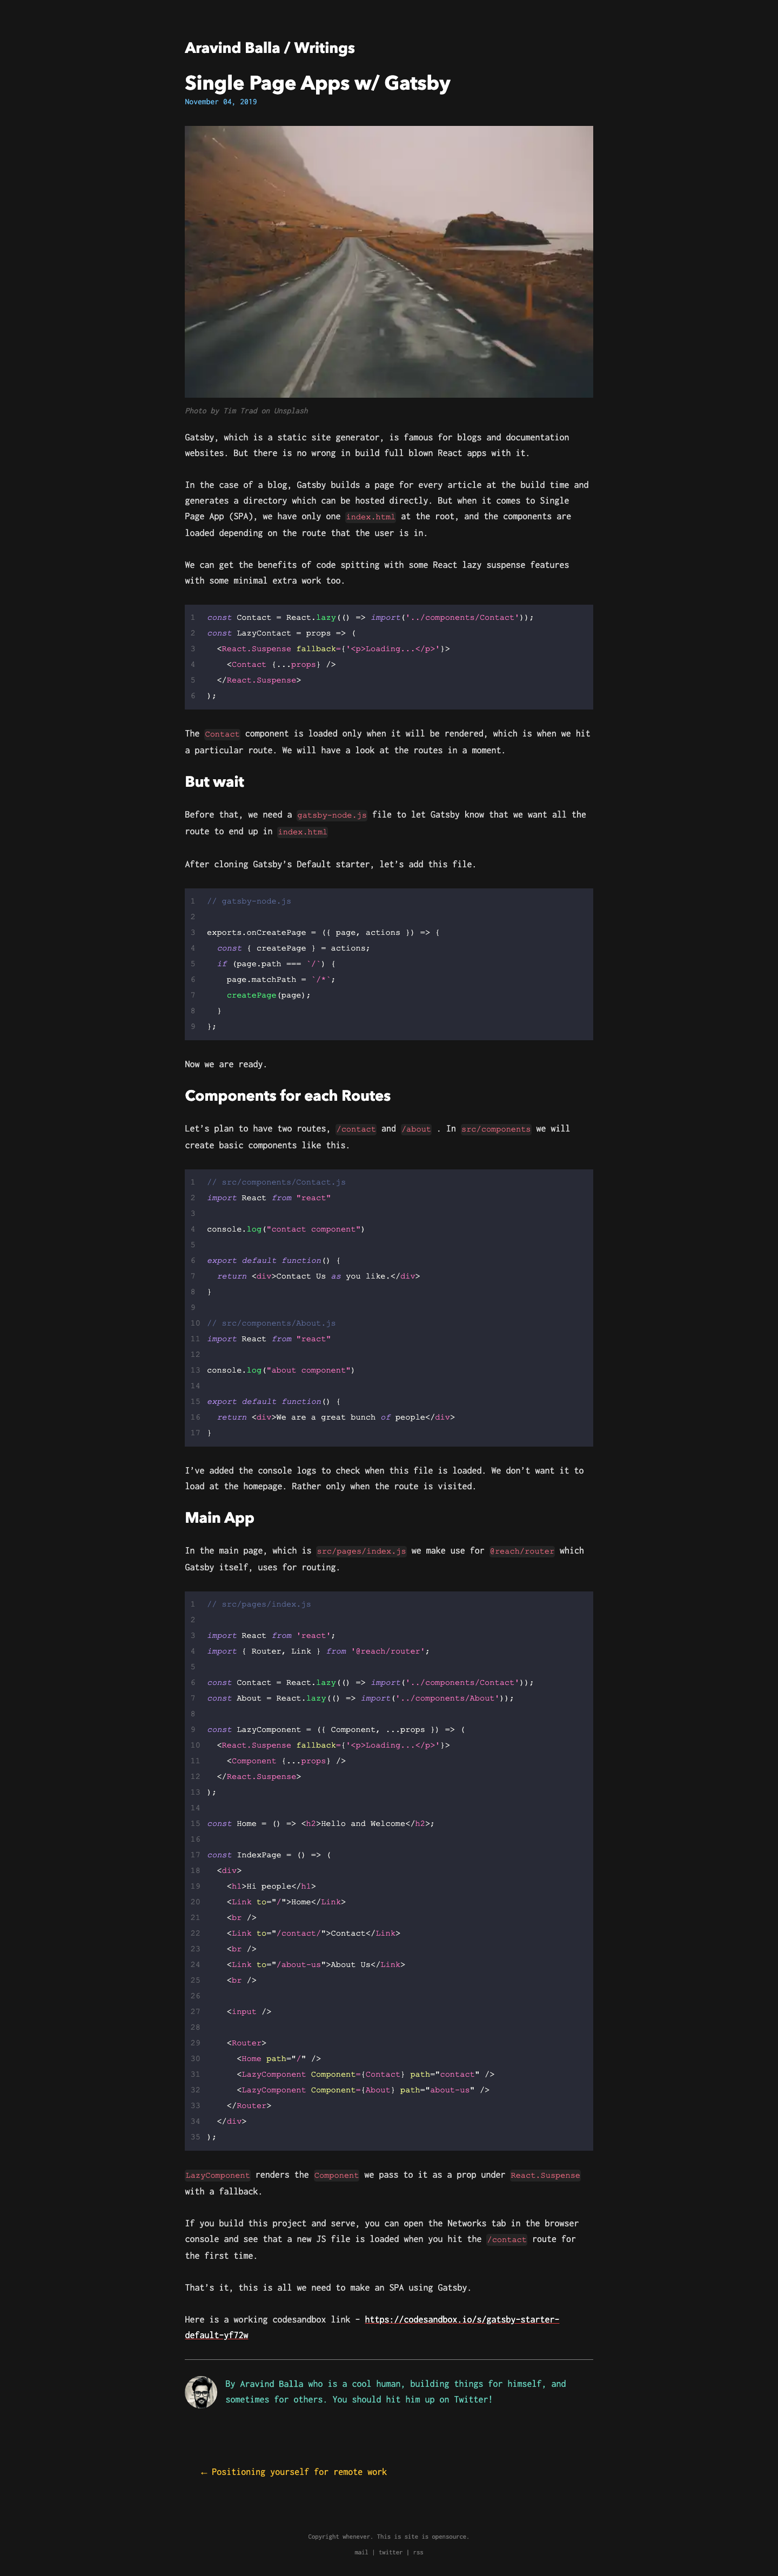 Aravind Balla / Writings
Single Page Apps w/ Gatsby
November 04, 2019
Photo by Tim Trad on Unsplash
Gatsby, which is a static site generator, is famous for blogs and documentation
websites. But there is no wrong in build full blown React apps with it.
In the case of a blog, Gatsby builds a page for every article at the build time and
generates a directory which can be hosted directly. But when it comes to Single
Page App (SPA), we have only one index.html at the root, and the components are
loaded depending on the route that the user is in.
We can get the benefits of code spitting with some React lazy suspense features
with some minimal extra work too.
1 const Contact = React.lazy(() => import('../components/Contact'));
2 const LazyContact = props => (
3 <React.Suspense fallback={'<p>Loading...</p>'}>
4 <Contact {...props} />
5 </React.Suspense>
6 );
The Contact component is loaded only when it will be rendered, which is when we hit
a particular route. We will have a look at the routes in a moment.
But wait
Before that, we need a gatsby-node.js file to let Gatsby know that we want all the
route to end up in index.html
After cloning Gatsby's Default starter, let's add this file.
1 // gatsby-node.js
2
3 exports.onCreatePage = ({ page, actions }) => {
4 const { createPage } = actions;
5 if (page.path === `/`) {
6 page.matchPath = `/*`;
7 createPage(page);
8 }
9 };
Now we are ready.
Components for each Routes
Let's plan to have two routes, /contact and /about . In src/components we will
create basic components like this.
1 // src/components/Contact.js
2 import React from "react"
3
4 console.log("contact component")
5
6 export default function() {
7 return <div>Contact Us as you like.</div>
8 }
9
10 // src/components/About.js
11 import React from "react"
12
13 console.log("about component")
14
15 export default function() {
16 return <div>We are a great bunch of people</div>
17 }
I've added the console logs to check when this file is loaded. We don't want it to
load at the homepage. Rather only when the route is visited.
Main App
In the main page, which is src/pages/index.js we make use for @reach/router which
Gatsby itself, uses for routing.
1 // src/pages/index.js
2
3 import React from 'react';
4 import { Router, Link } from '@reach/router';
5
6 const Contact = React.lazy(() => import('../components/Contact'));
7 const About = React.lazy(() => import('../components/About'));
8
9 const LazyComponent = ({ Component, ...props }) => (
10 <React.Suspense fallback={'<p>Loading...</p>'}>
11 <Component {...props} />
12 </React.Suspense>
13 );
14
15 const Home = () => <h2>Hello and Welcome</h2>;
16
17 const IndexPage = () => (
18 <div>
19 <h1>Hi people</h1>
20 <Link to="/">Home</Link>
21 <br />
22 <Link to="/contact/">Contact</Link>
23 <br />
24 <Link to="/about-us">About Us</Link>
25 <br />
26
27 <input />
28
29 <Router>
30 <Home path="/" />
31 <LazyComponent Component={Contact} path="contact" />
32 <LazyComponent Component={About} path="about-us" />
33 </Router>
34 </div>
35 );
LazyComponent renders the Component we pass to it as a prop under React.Suspense
with a fallback.
If you build this project and serve, you can open the Networks tab in the browser
console and see that a new JS file is loaded when you hit the /contact route for
the first time.
That's it, this is all we need to make an SPA using Gatsby.
Here is a working codesandbox link - https://codesandbox.io/s/gatsby-starter-
default-yf72w
By Aravind Balla who is a cool human, building things for himself, and
sometimes for others. You should hit him up on Twitter!
← Positioning yourself for remote work
Copyright whenever. This is site is opensource.
mail | twitter | rss